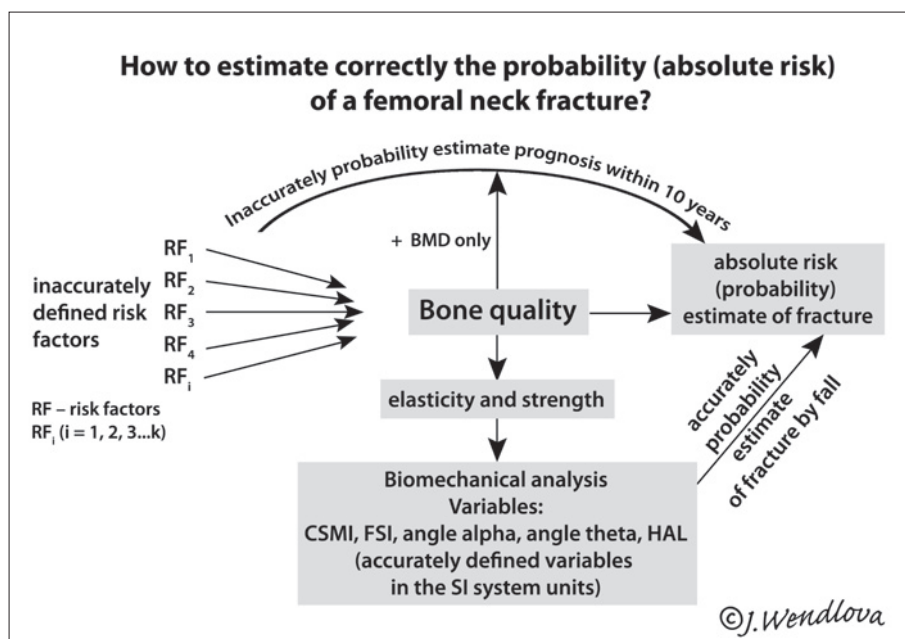 How to estimate correctly the probability (absolute risk)
of a femoral neck fracture?
Inaccurately probability estimate prognosis within 10 years
+ BMD only
inaccurately
defined risk
factors
RF₁
RF₂
RF₃
RF₄
RFᵢ
RF – risk factors
RFᵢ (i = 1, 2, 3...k)
Bone quality
absolute risk
(probability)
estimate of fracture
elasticity and strength
accurately
probability
estimate
of fracture by fall
Biomechanical analysis
Variables:
CSMI, FSI, angle alpha, angle theta, HAL
(accurately defined variables
in the SI system units)
©J.Wendlova